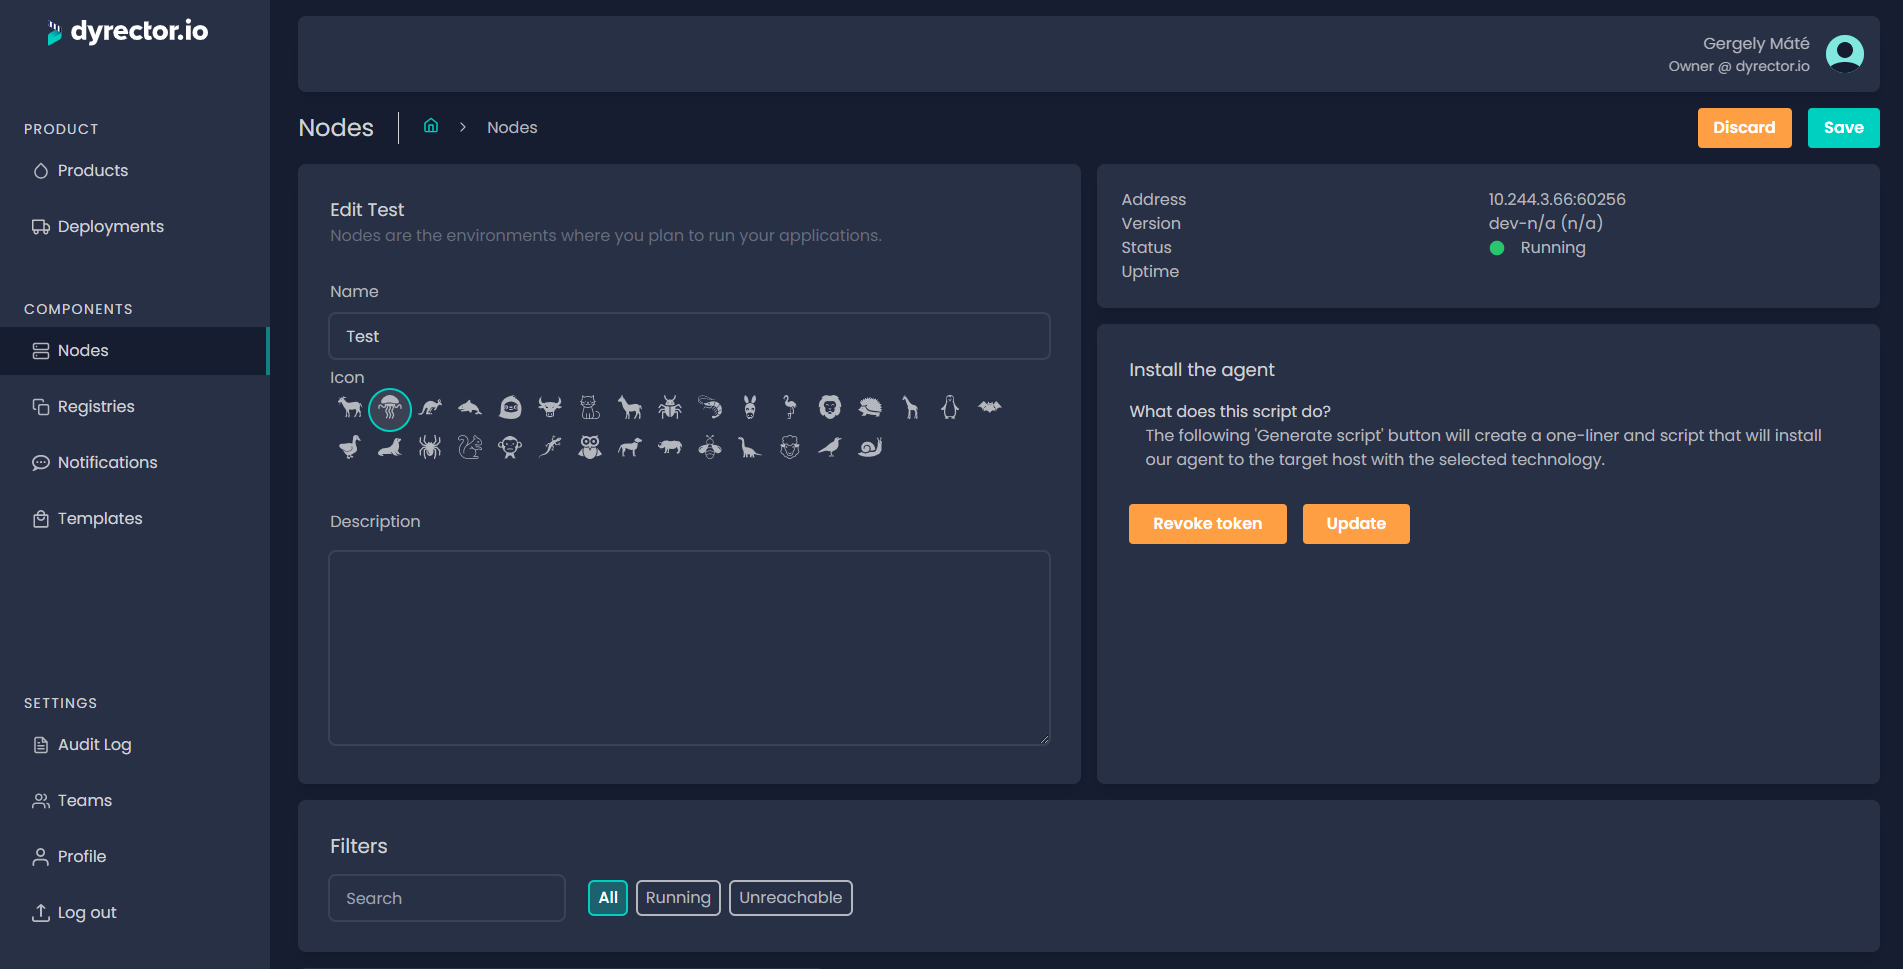 dyrector.io
PRODUCT
Products
Deployments
COMPONENTS
Nodes
Registries
Notifications
Templates
SETTINGS
Audit Log
Teams
Profile
Log out
Gergely Máté
Owner @ dyrector.io
Nodes
Nodes
Discard
Save
Edit Test
Nodes are the environments where you plan to run your applications.
Name
Test
Icon
Description
Address 10.244.3.66:60256
Version dev-n/a (n/a)
Status Running
Uptime
Install the agent
What does this script do?
The following 'Generate script' button will create a one-liner and script that will install
our agent to the target host with the selected technology.
Revoke token
Update
Filters
Search
All
Running
Unreachable